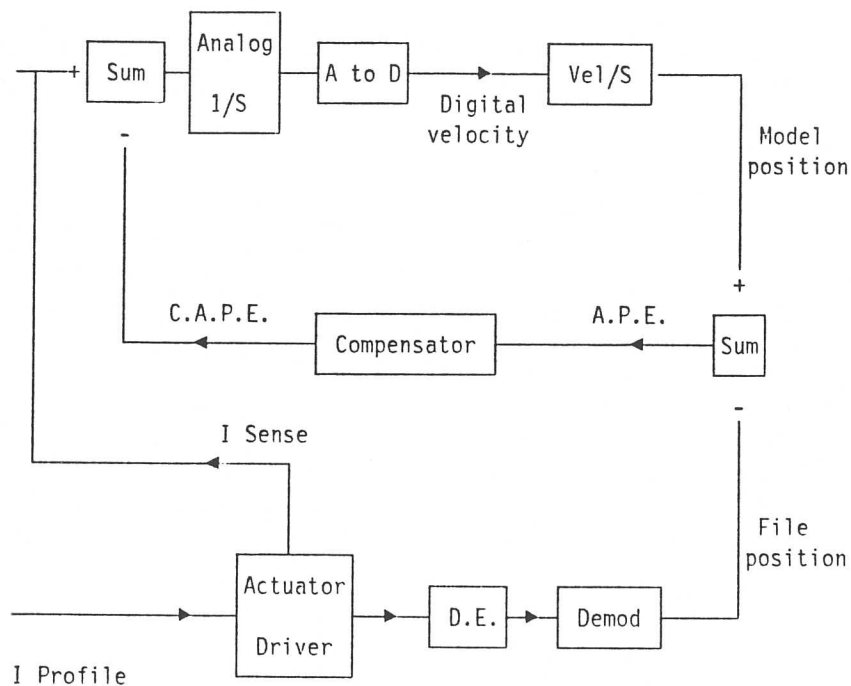 +
Sum
-
Analog
1/S
A to D
Digital
velocity
Vel/S
Model
position
+
Sum
-
A.P.E.
Compensator
C.A.P.E.
I Sense
File
position
Actuator
Driver
D.E.
Demod
I Profile